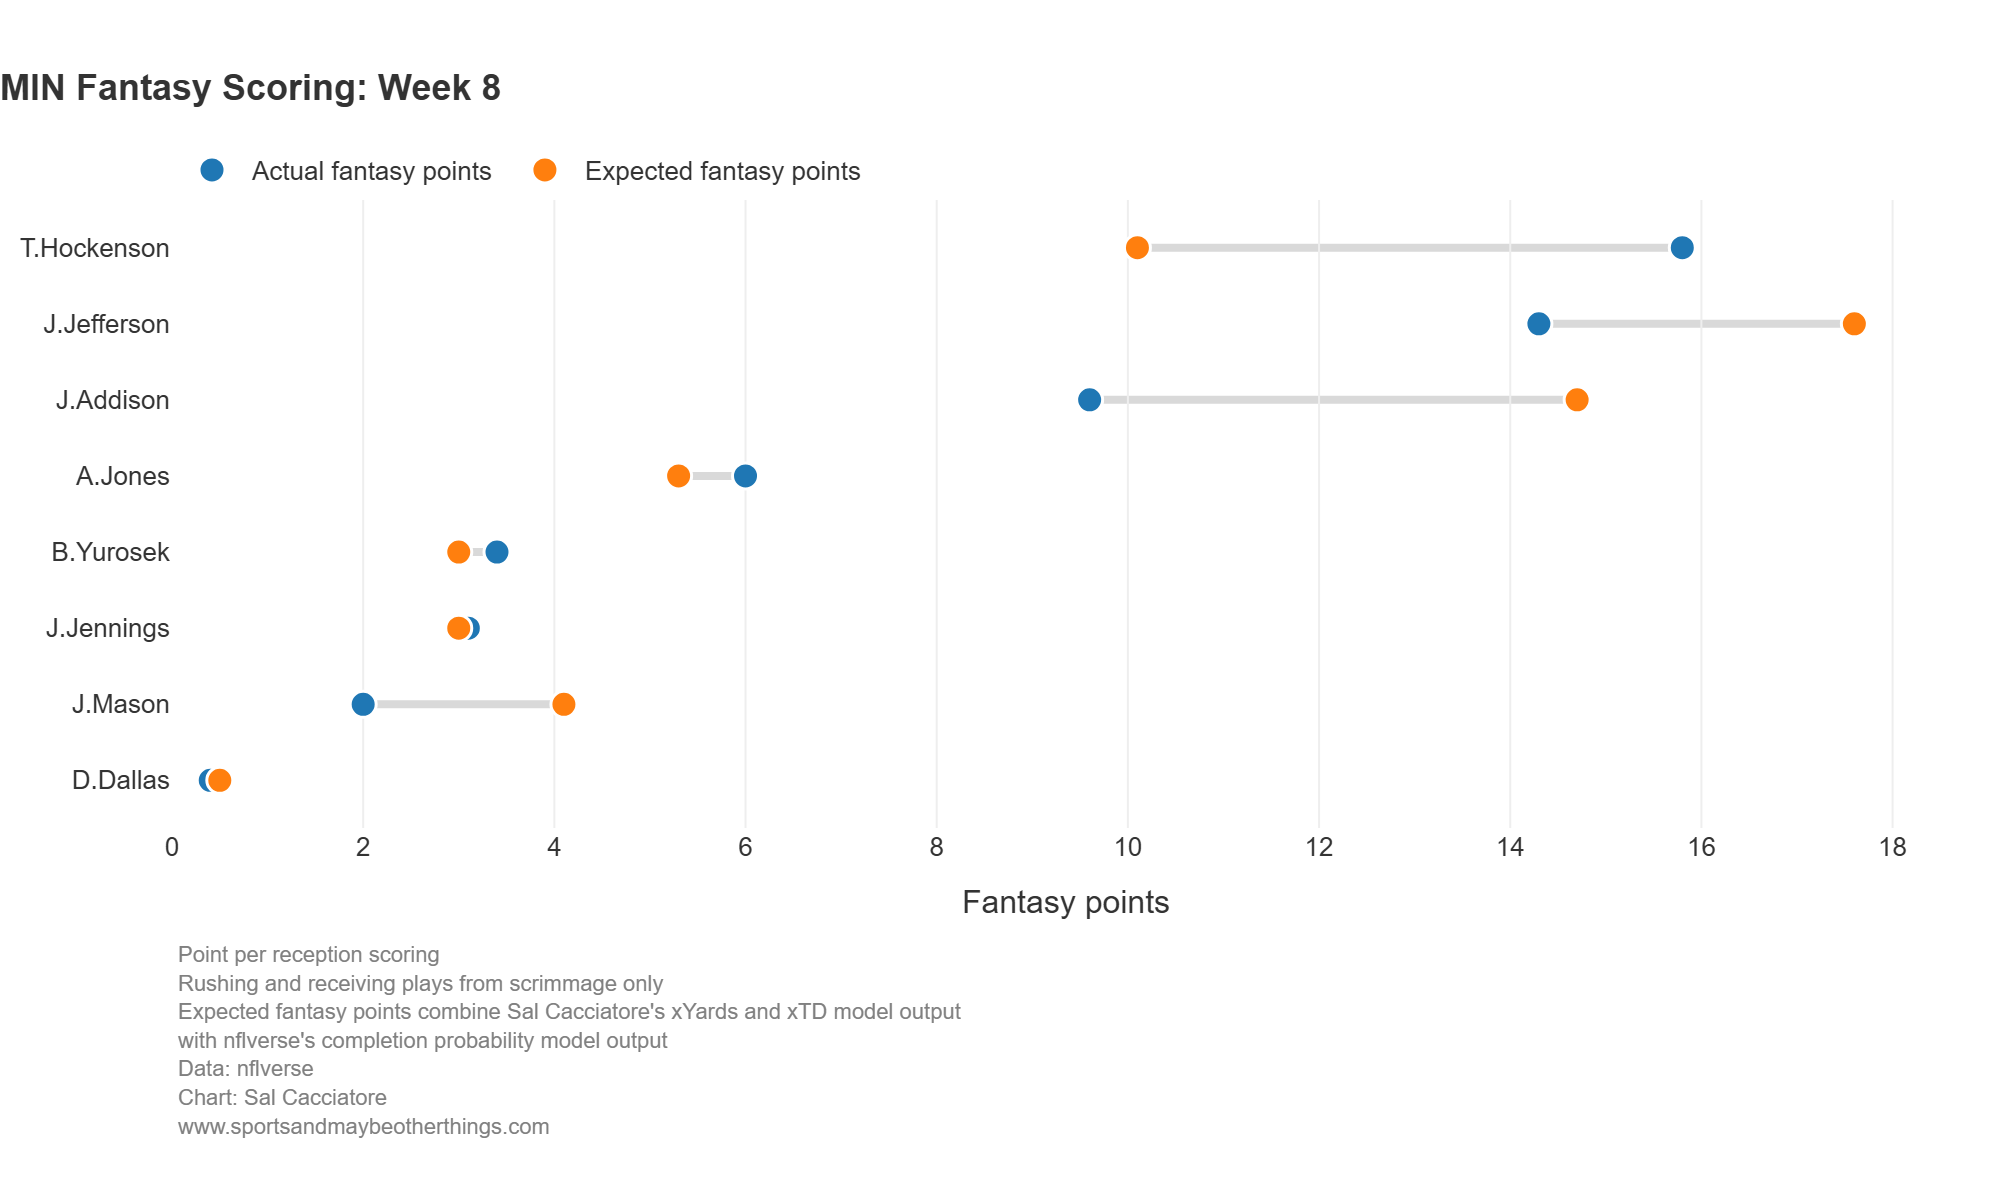 MIN Fantasy Scoring: Week 8
Actual fantasy points
Expected fantasy points
T.Hockenson
J.Jefferson
J.Addison
A.Jones
B.Yurosek
J.Jennings
J.Mason
D.Dallas
0 2 4 6 8 10 12 14 16 18
Fantasy points
Point per reception scoring
Rushing and receiving plays from scrimmage only
Expected fantasy points combine Sal Cacciatore's xYards and xTD model output
with nflverse's completion probability model output
Data: nflverse
Chart: Sal Cacciatore
www.sportsandmaybeotherthings.com